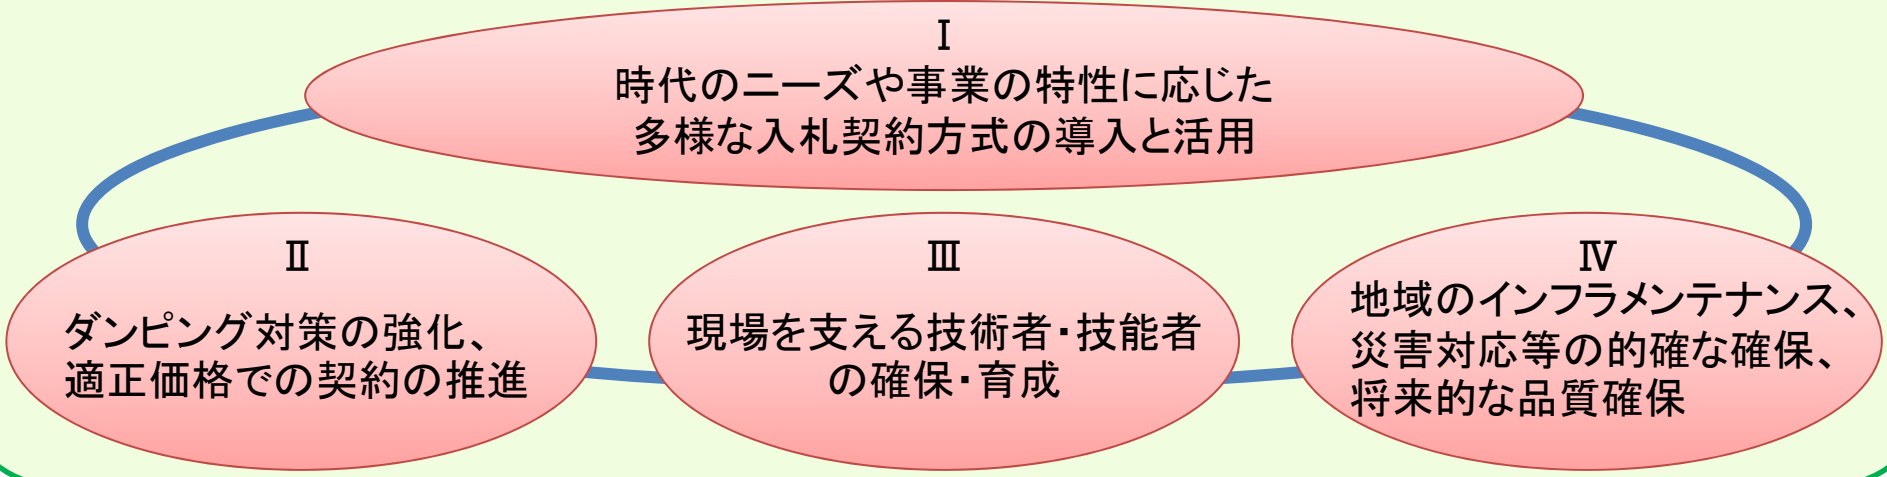 Ⅰ
時代のニーズや事業の特性に応じた
多様な入札契約方式の導入と活用
Ⅱ
ダンピング対策の強化、
適正価格での契約の推進
Ⅲ
現場を支える技術者・技能者
の確保・育成
Ⅳ
地域のインフラメンテナンス、
災害対応等の的確な確保、
将来的な品質確保